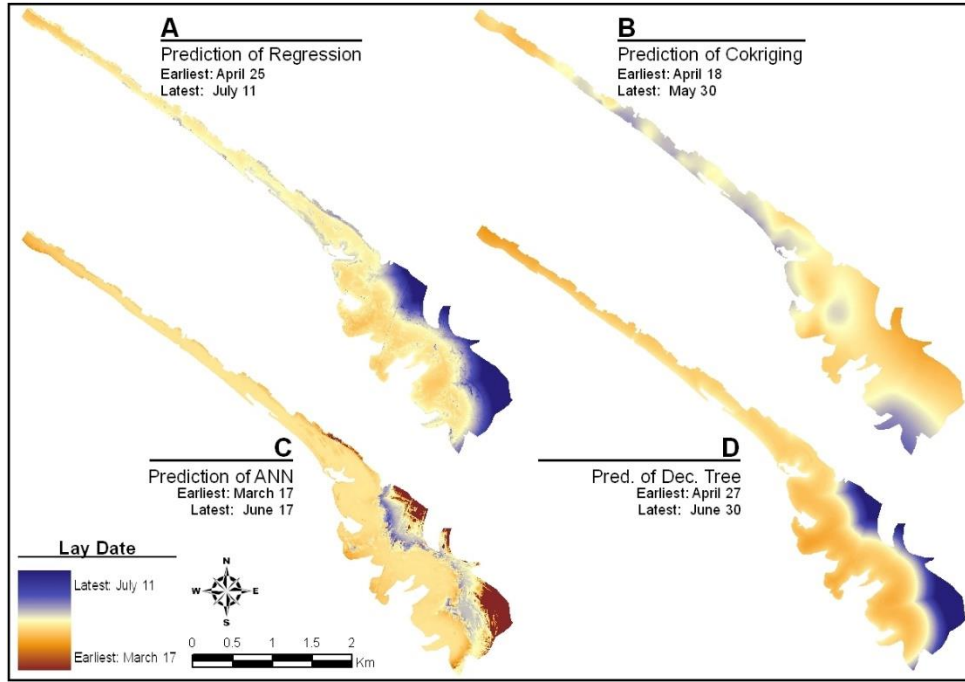 A
Prediction of Regression
Earliest: April 25
Latest: July 11
B
Prediction of Cokriging
Earliest: April 18
Latest: May 30
C
Prediction of ANN
Earliest: March 17
Latest: June 17
D
Pred. of Dec. Tree
Earliest: April 27
Latest: June 30
Lay Date
Latest: July 11
Earliest: March 17
N
W E
S
0 0.5 1 1.5 2
Km